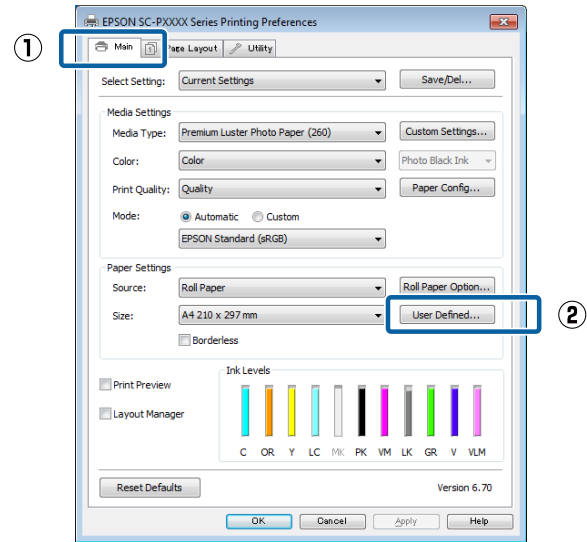 EPSON SC-PXXXX Series Printing Preferences
①
Main Page Layout Utility
Select Setting: Current Settings Save/Del...
Media Settings
Media Type: Premium Luster Photo Paper (260) Custom Settings...
Color: Color Photo Black Ink
Print Quality: Quality Paper Config...
Mode: Automatic Custom
EPSON Standard (sRGB)
Paper Settings
Source: Roll Paper Roll Paper Option...
Size: A4 210 x 297 mm User Defined...
②
Borderless
Ink Levels
Print Preview
Layout Manager
C OR Y LC MK PK VM LK GR V VLM
Reset Defaults Version 6.70
OK Cancel Apply Help